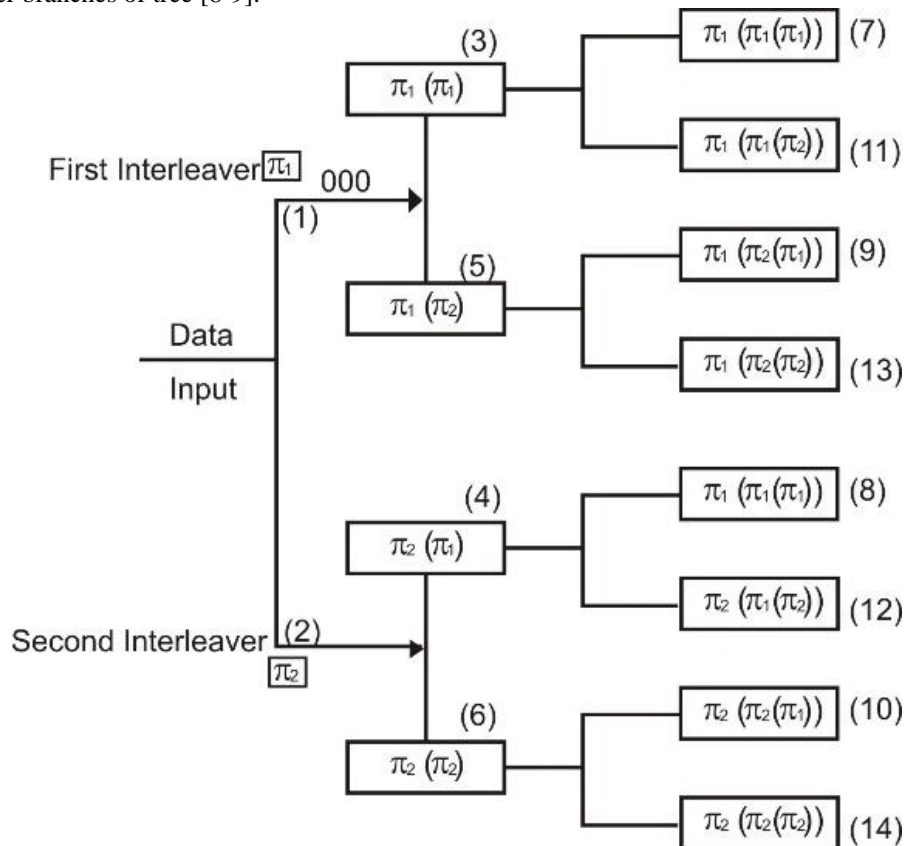 er branches of tree [8-9].
(3)
π₁ (π₁)
π₁ (π₁(π₁)) (7)
π₁ (π₁(π₂)) (11)
First Interleaver π₁
000
(1)
(5)
π₁ (π₂)
π₁ (π₂(π₁)) (9)
π₁ (π₂(π₂)) (13)
Data
Input
(4)
π₂ (π₁)
π₁ (π₁(π₁)) (8)
π₂ (π₁(π₂)) (12)
Second Interleaver (2)
π₂
(6)
π₂ (π₂)
π₂ (π₂(π₁)) (10)
π₂ (π₂(π₂)) (14)